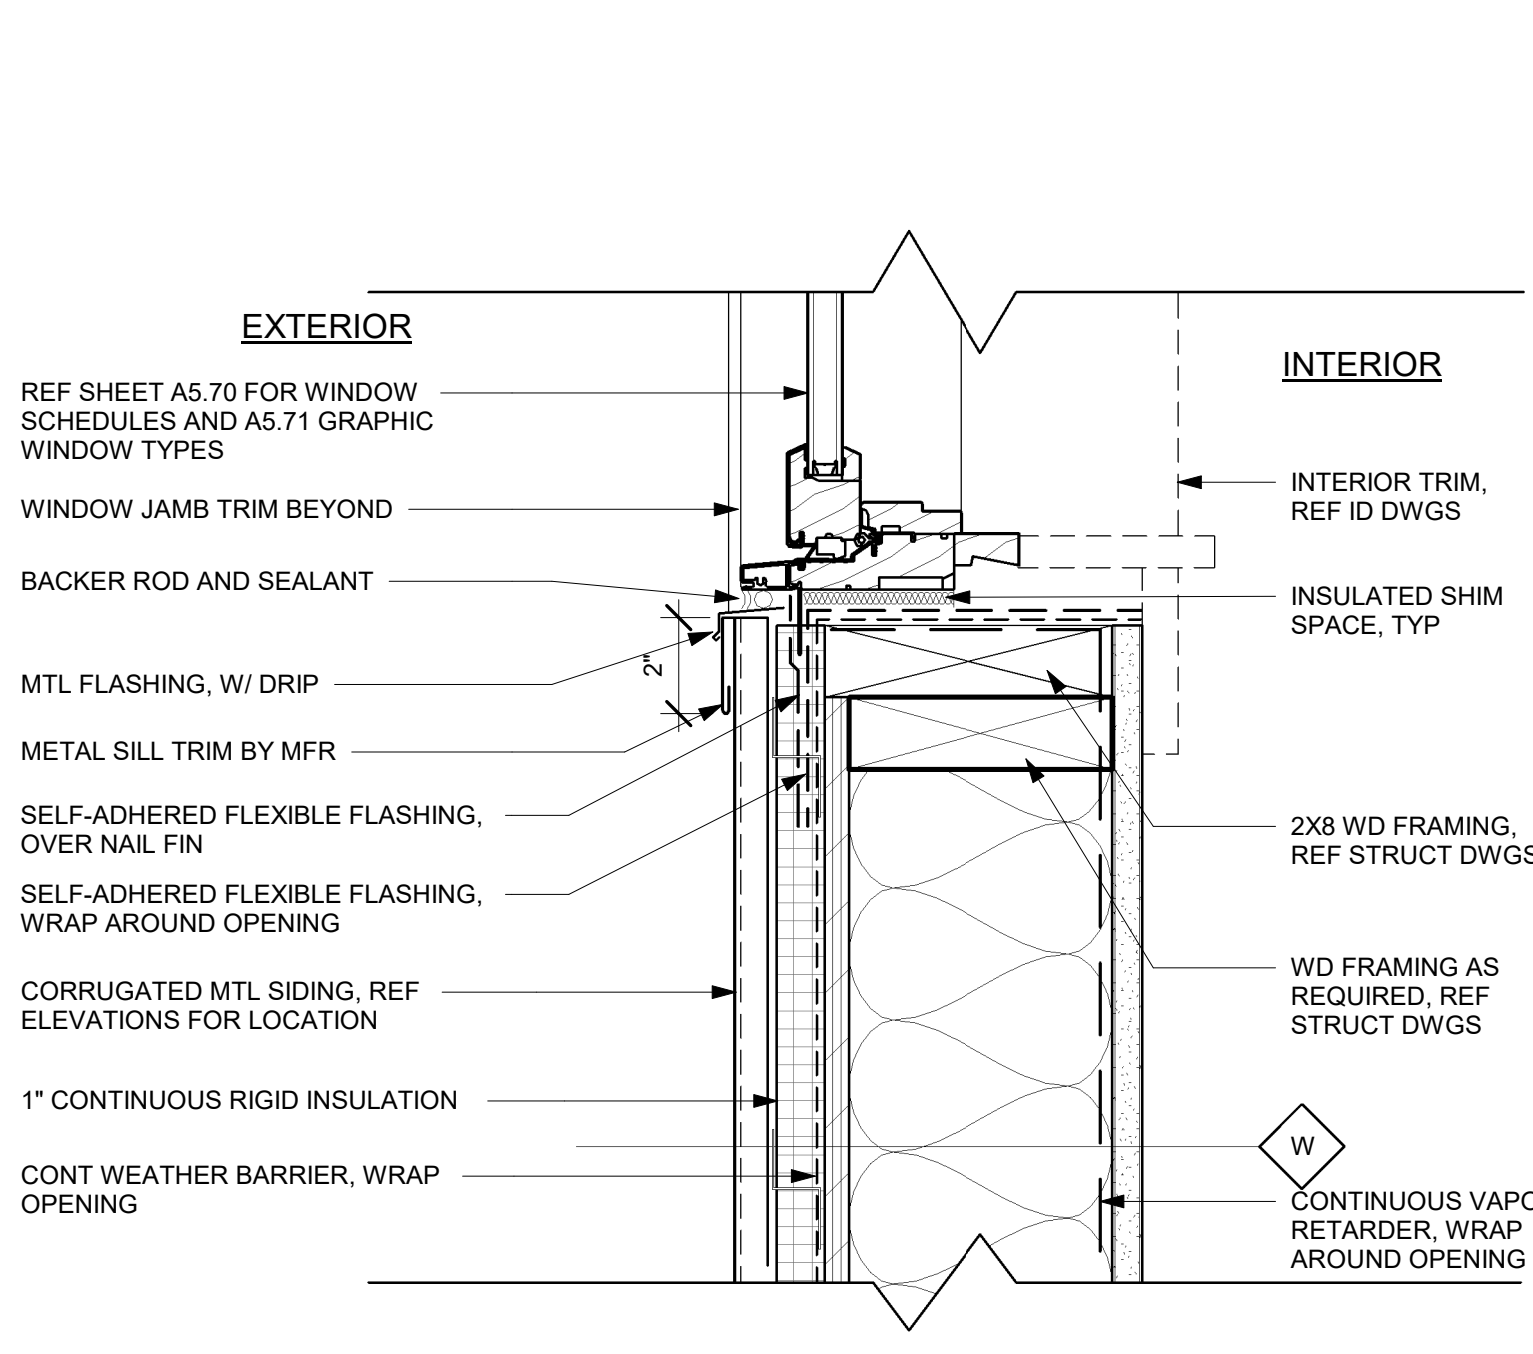 EXTERIOR
REF SHEET A5.70 FOR WINDOW
SCHEDULES AND A5.71 GRAPHIC
WINDOW TYPES
WINDOW JAMB TRIM BEYOND
BACKER ROD AND SEALANT
MTL FLASHING, W/ DRIP
METAL SILL TRIM BY MFR
SELF-ADHERED FLEXIBLE FLASHING,
OVER NAIL FIN
SELF-ADHERED FLEXIBLE FLASHING,
WRAP AROUND OPENING
CORRUGATED MTL SIDING, REF
ELEVATIONS FOR LOCATION
1" CONTINUOUS RIGID INSULATION
CONT WEATHER BARRIER, WRAP
OPENING
2"
INTERIOR
INTERIOR TRIM,
REF ID DWGS
INSULATED SHIM
SPACE, TYP
2X8 WD FRAMING,
REF STRUCT DWGS
WD FRAMING AS
REQUIRED, REF
STRUCT DWGS
W
CONTINUOUS VAPO
RETARDER, WRAP
AROUND OPENING